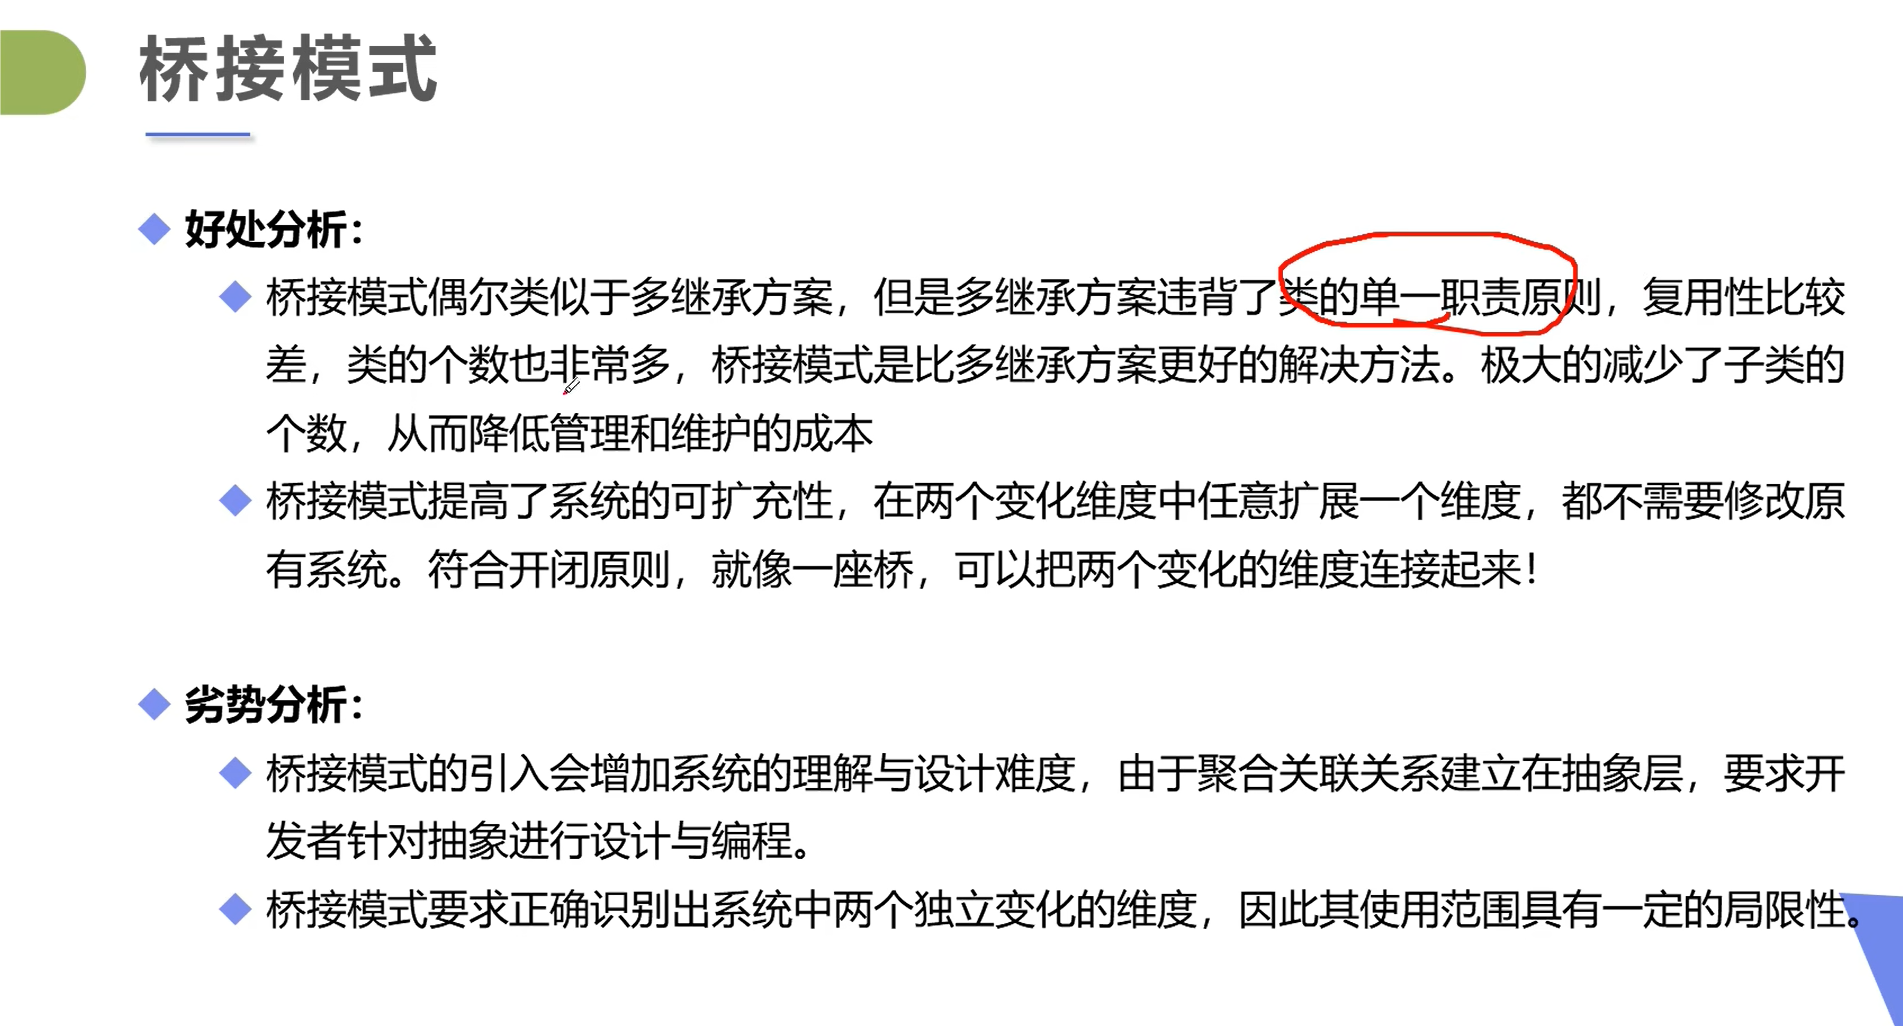 桥接模式
好处分析：
桥接模式偶尔类似于多继承方案，但是多继承方案违背了类的单一职责原则，复用性比较
差，类的个数也非常多，桥接模式是比多继承方案更好的解决方法。极大的减少了子类的
个数，从而降低管理和维护的成本
桥接模式提高了系统的可扩充性，在两个变化维度中任意扩展一个维度，都不需要修改原
有系统。符合开闭原则，就像一座桥，可以把两个变化的维度连接起来！
劣势分析：
桥接模式的引入会增加系统的理解与设计难度，由于聚合关联关系建立在抽象层，要求开
发者针对抽象进行设计与编程。
桥接模式要求正确识别出系统中两个独立变化的维度，因此其使用范围具有一定的局限性。